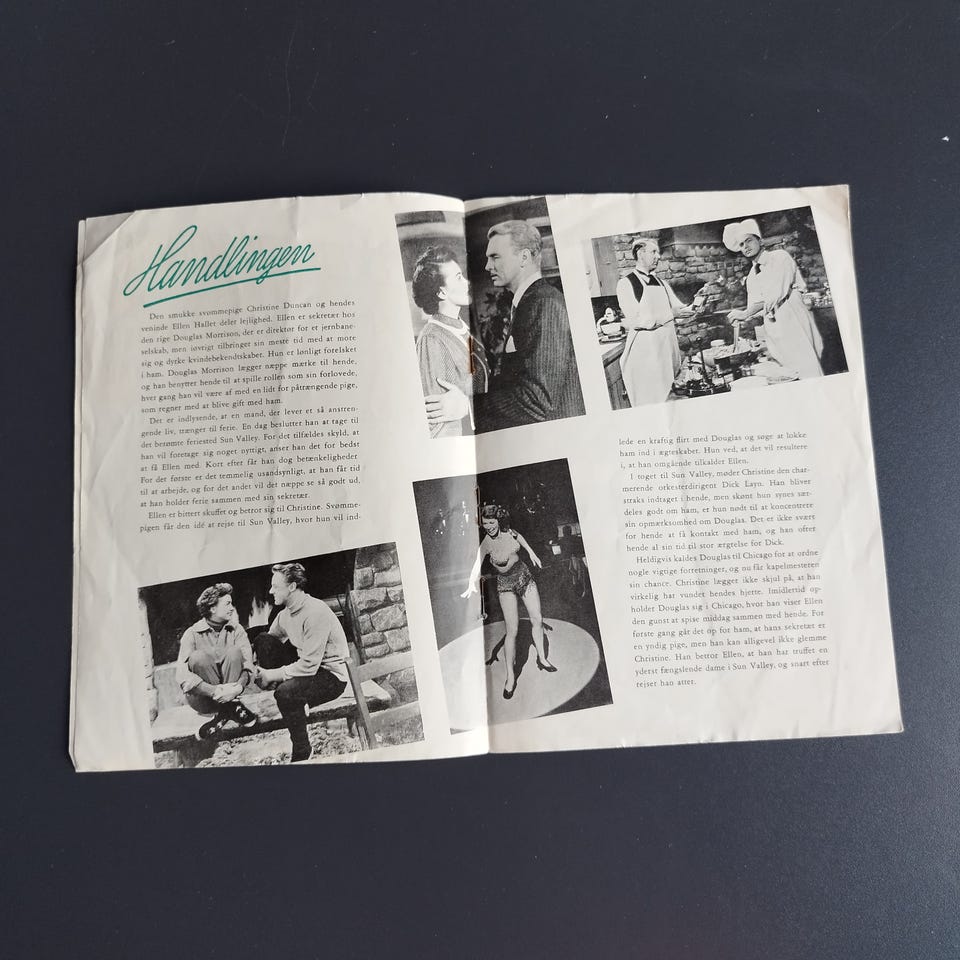 Handlingen
Den smukke svømmepige Christine Duncan og hendes
veninde Ellen Hallet deler lejlighed. Ellen er sekretær hos
den rige Douglas Morrison, der er direktør for et jernbane-
selskab, men iøvrigt tilbringer sin meste tid med at more
sig og dyrke kvindebekendtskaber. Hun er lønligt forelsket
i ham. Douglas Morrison lægger næppe mærke til hende,
og han benytter hende til at spille rollen som sin forlovede,
hver gang han vil være af med en lidt for påtrængende pige,
som regner med at blive gift med ham.
Det er indlysende, at en mand, der lever et så anstren-
gende liv, trænger til ferie. En dag beslutter han at tage til
det berømte feriested Sun Valley. For det tilfældes skyld, at
han vil foretage sig noget nyttigt, anser han det for bedst
at få Ellen med. Kort efter får han dog betænkeligheder
For det første er det temmelig usandsynligt, at han får tid
til at arbejde, og for det andet vil det næppe se så godt ud,
at han holder ferie sammen med sin sekretær.
Ellen er bittert skuffet og betror sig til Christine. Svømme-
pigen får den idé at rejse til Sun Valley, hvor hun vil ind-
lede en kraftig flirt med Douglas og søge at lokke
ham ind i ægteskabet. Hun ved, at det vil resultere
i, at han omgående tilkalder Ellen.
I toget til Sun Valley, møder Christine den char-
merende orkesterdirigent Dick Layn. Han bliver
straks indtaget i hende, men skønt hun synes sær-
deles godt om ham, er hun nødt til at koncentrere
sin opmærksomhed om Douglas. Det er ikke svært
for hende at få kontakt med ham, og han ofrer
hende al sin tid til stor ærgrelse for Dick.
Heldigvis kaldes Douglas til Chicago for at ordne
nogle vigtige forretninger, og nu får kapelmesteren
sin chance. Christine lægger ikke skjul på, at han
virkelig har vundet hendes hjerte. Imidlertid op-
holder Douglas sig i Chicago, hvor han viser Ellen
den gunst at spise middag sammen med hende. For
første gang går det op for ham, at hans sekretær er
en yndig pige, men han kan alligevel ikke glemme
Christine. Han betror Ellen, at han har truffet en
yderst fængslende dame i Sun Valley, og snart efter
rejser han atter.